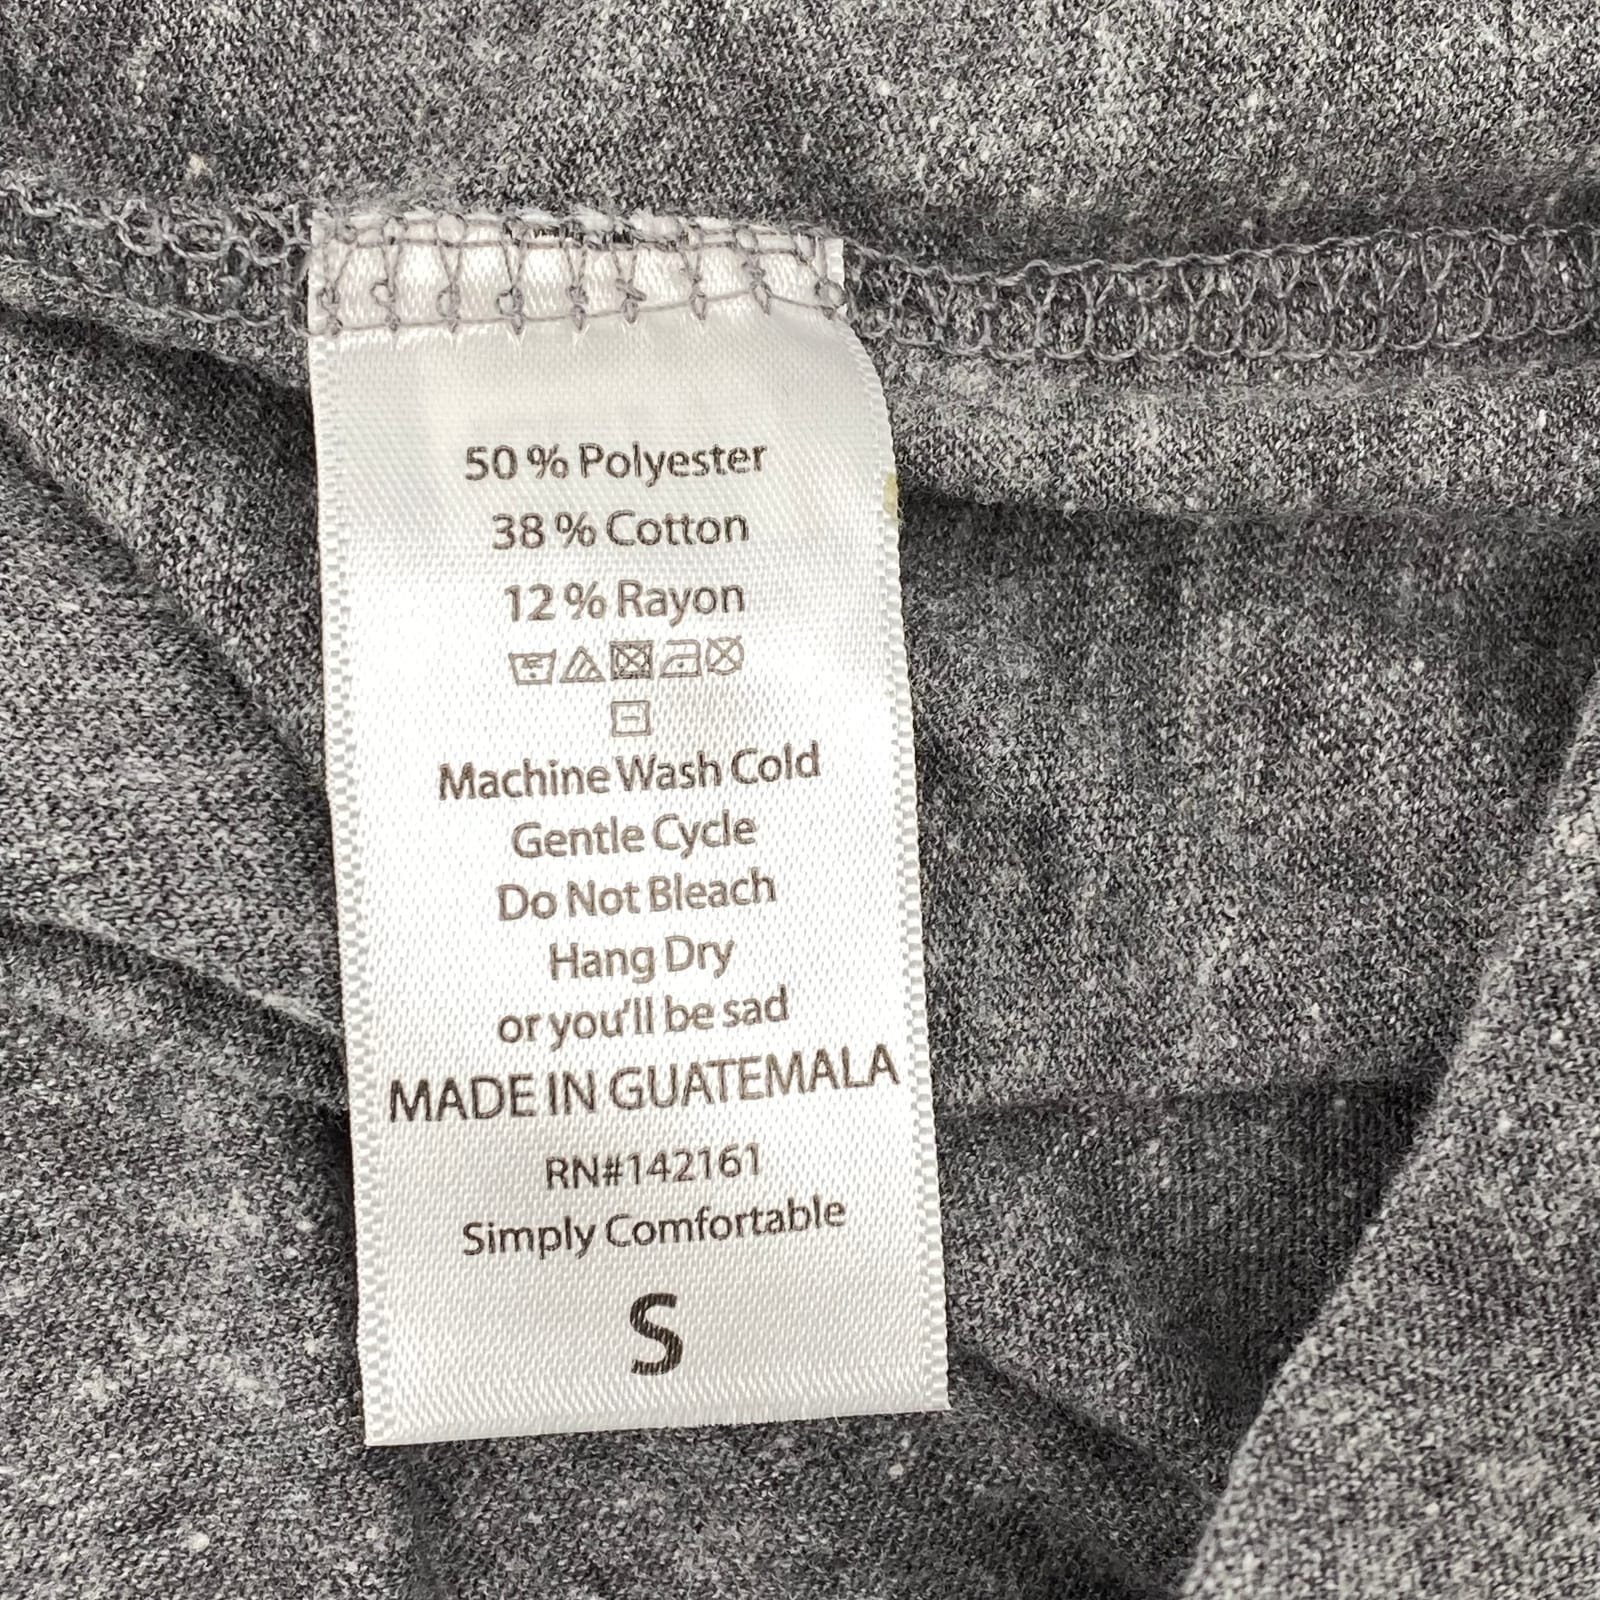 50 % Polyester
38 % Cotton
12 % Rayon
Machine Wash Cold
Gentle Cycle
Do Not Bleach
Hang Dry
or you'll be sad
MADE IN GUATEMALA
RN#142161
Simply Comfortable
S